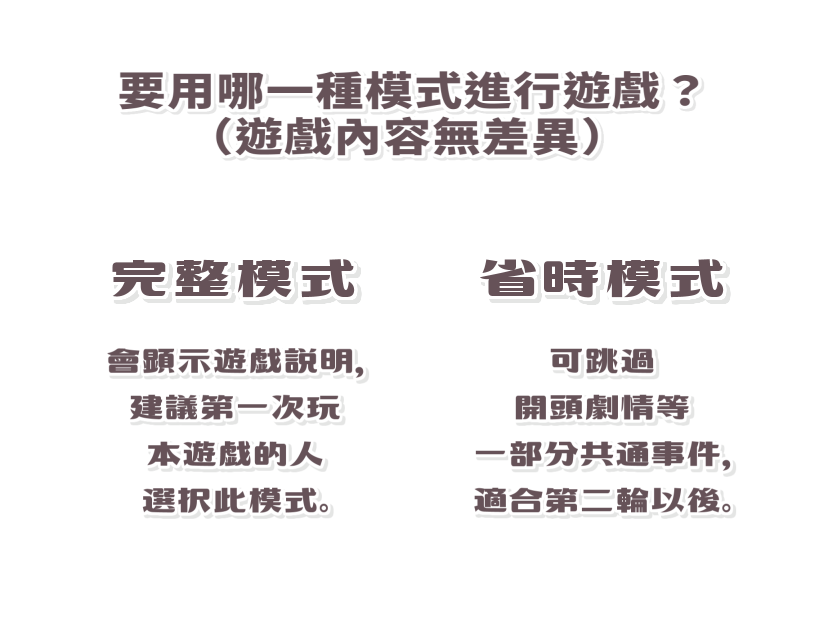 要用哪一種模式進行遊戲？
（遊戲內容無差異）
完整模式
會顯示遊戲說明，
建議第一次玩
本遊戲的人
選択此模式。
省時模式
可跳過
開頭劇情等
一部分共通事件，
適合第二輪以後。